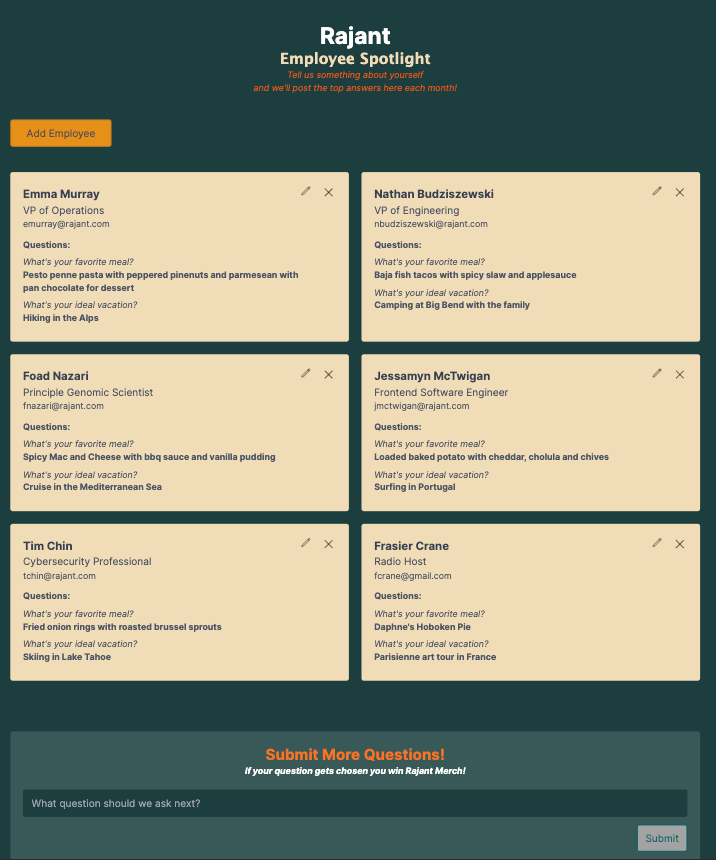 Rajant
Employee Spotlight
Tell us something about yourself
and we'll post the top answers here each month!
Add Employee
Emma Murray
VP of Operations
emurray@rajant.com
Questions:
What's your favorite meal?
Pesto penne pasta with peppered pinenuts and parmesean with
pan chocolate for dessert
What's your ideal vacation?
Hiking in the Alps
Nathan Budziszewski
VP of Engineering
nbudziszewski@rajant.com
Questions:
What's your favorite meal?
Baja fish tacos with spicy slaw and applesauce
What's your ideal vacation?
Camping at Big Bend with the family
Foad Nazari
Principle Genomic Scientist
fnazari@rajant.com
Questions:
What's your favorite meal?
Spicy Mac and Cheese with bbq sauce and vanilla pudding
What's your ideal vacation?
Cruise in the Mediterranean Sea
Jessamyn McTwigan
Frontend Software Engineer
jmctwigan@rajant.com
Questions:
What's your favorite meal?
Loaded baked potato with cheddar, cholula and chives
What's your ideal vacation?
Surfing in Portugal
Tim Chin
Cybersecurity Professional
tchin@rajant.com
Questions:
What's your favorite meal?
Fried onion rings with roasted brussel sprouts
What's your ideal vacation?
Skiing in Lake Tahoe
Frasier Crane
Radio Host
fcrane@gmail.com
Questions:
What's your favorite meal?
Daphne's Hoboken Pie
What's your ideal vacation?
Parisienne art tour in France
Submit More Questions!
If your question gets chosen you win Rajant Merch!
What question should we ask next?
Submit